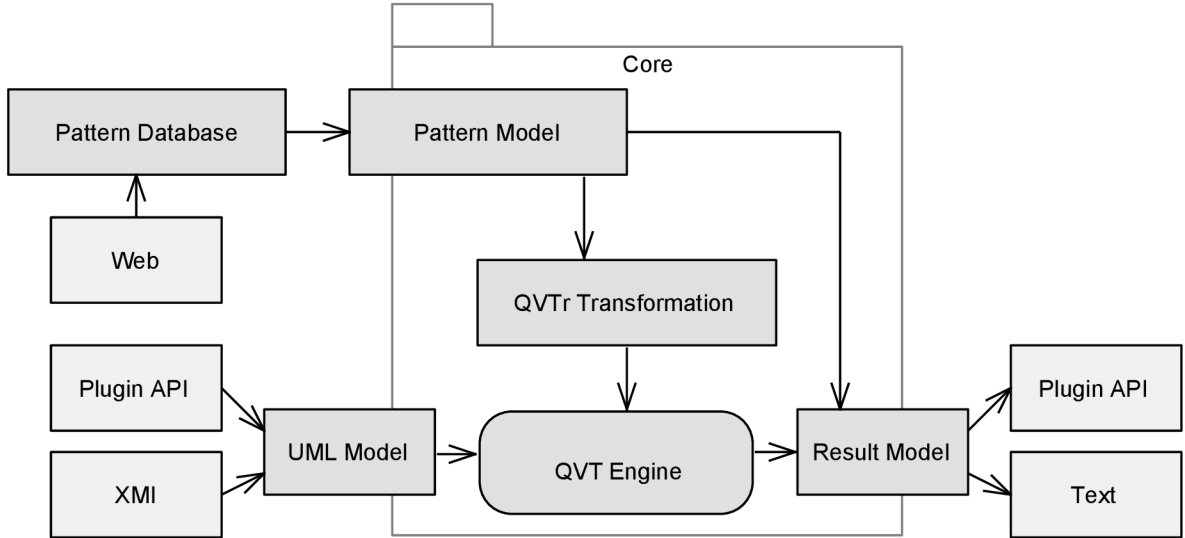 Core
Pattern Database
Pattern Model
Web
QVTr Transformation
Plugin API
Plugin API
UML Model
QVT Engine
Result Model
XMI
Text